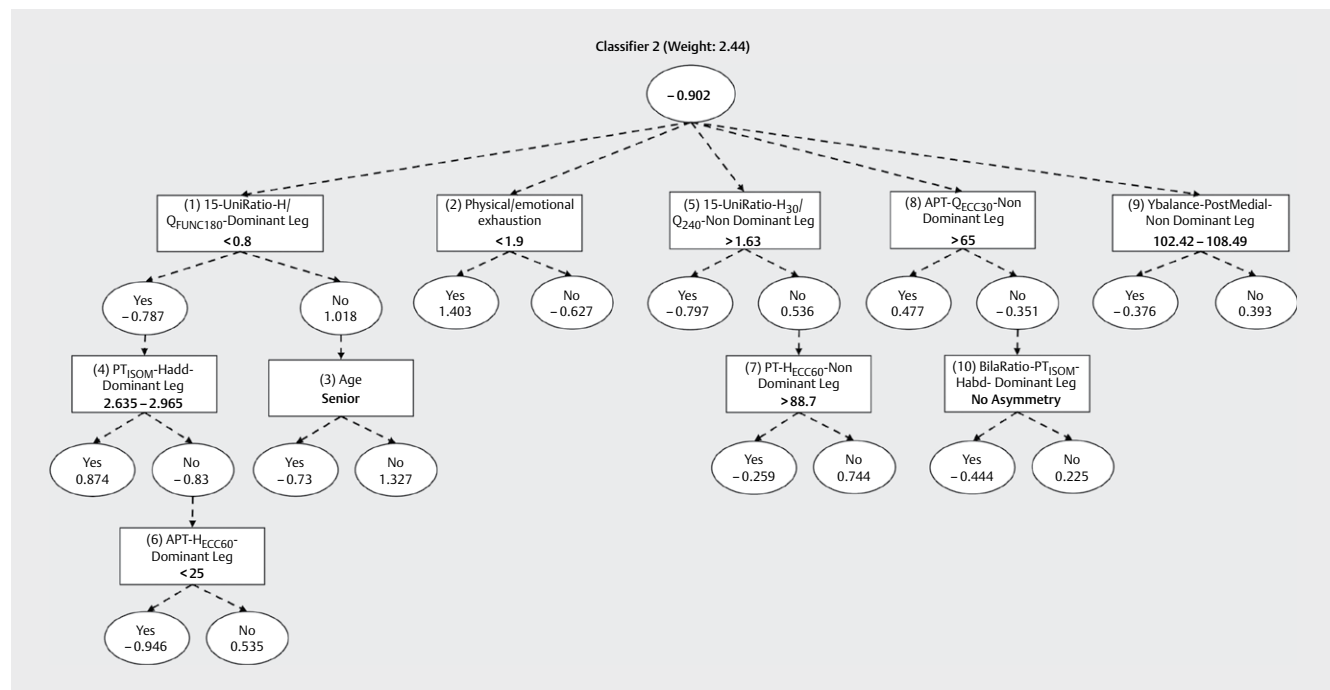 Classifier 2 (Weight: 2.44)
– 0.902
(1) 15-UniRatio-H/
QFUNC180-Dominant Leg
<0.8
(2) Physical/emotional
exhaustion
<1.9
(5) 15-UniRatio-H30/
Q240-Non Dominant Leg
>1.63
(8) APT-QECC30-Non
Dominant Leg
>65
(9) Ybalance-PostMedial-
Non Dominant Leg
102.42 – 108.49
Yes
– 0.787
No
1.018
Yes
1.403
No
– 0.627
Yes
– 0.797
No
0.536
Yes
0.477
No
– 0.351
Yes
– 0.376
No
0.393
(4) PTISOM-Hadd-
Dominant Leg
2.635 – 2.965
(3) Age
Senior
(7) PT-HECC60-Non
Dominant Leg
>88.7
(10) BilaRatio-PTISOM-
Habd- Dominant Leg
No Asymmetry
Yes
0.874
No
– 0.83
Yes
– 0.73
No
1.327
Yes
– 0.259
No
0.744
Yes
– 0.444
No
0.225
(6) APT-HECC60-
Dominant Leg
<25
Yes
– 0.946
No
0.535